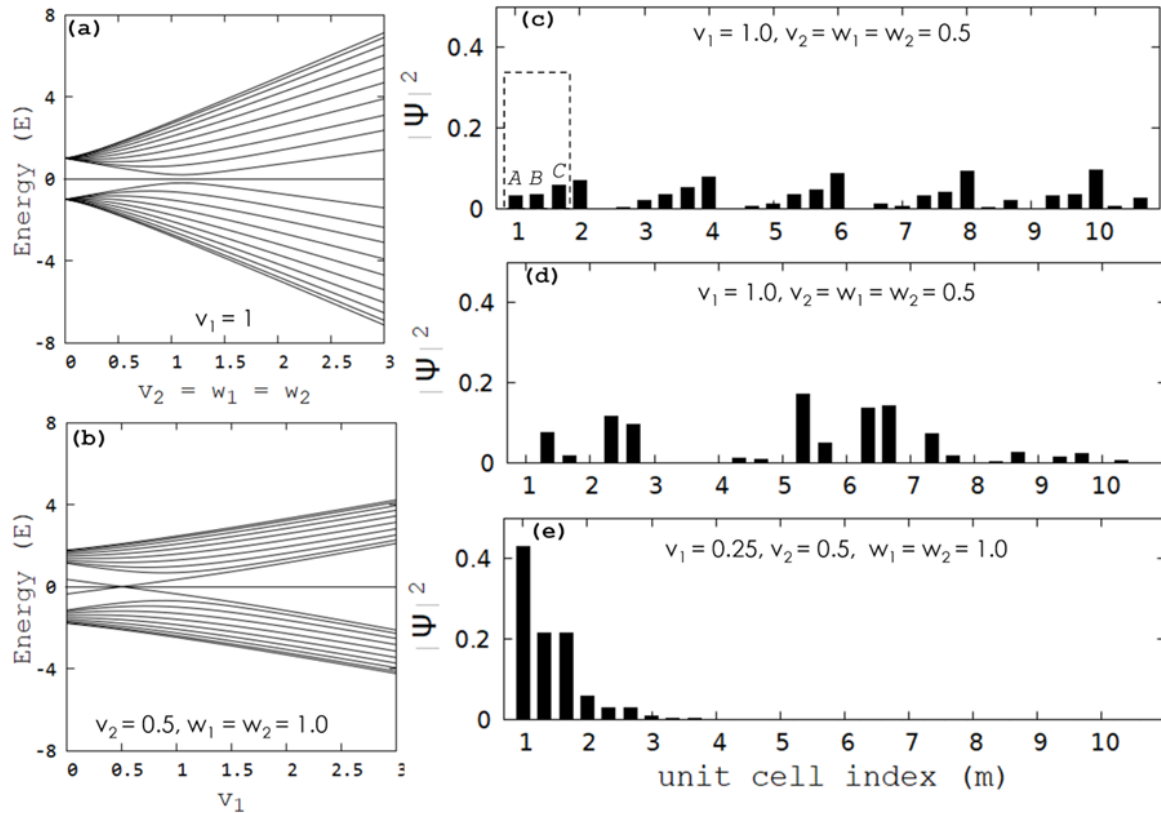 (a)
8
4
0
-4
-8
Energy (E)
v₁ = 1
0 0.5 1 1.5 2 2.5 3
v₂ = w₁ = w₂
(b)
8
4
0
-4
-8
Energy (E)
v₂ = 0.5, w₁ = w₂ = 1.0
0 0.5 1 1.5 2 2.5 3
v₁
(c)
v₁ = 1.0, v₂ = w₁ = w₂ = 0.5
0.4
0.2
0
|Ψ|²
A B C
1 2 3 4 5 6 7 8 9 10
(d)
v₁ = 1.0, v₂ = w₁ = w₂ = 0.5
0.4
0.2
0
|Ψ|²
1 2 3 4 5 6 7 8 9 10
(e)
v₁ = 0.25, v₂ = 0.5, w₁ = w₂ = 1.0
0.4
0.2
0
|Ψ|²
1 2 3 4 5 6 7 8 9 10
unit cell index (m)